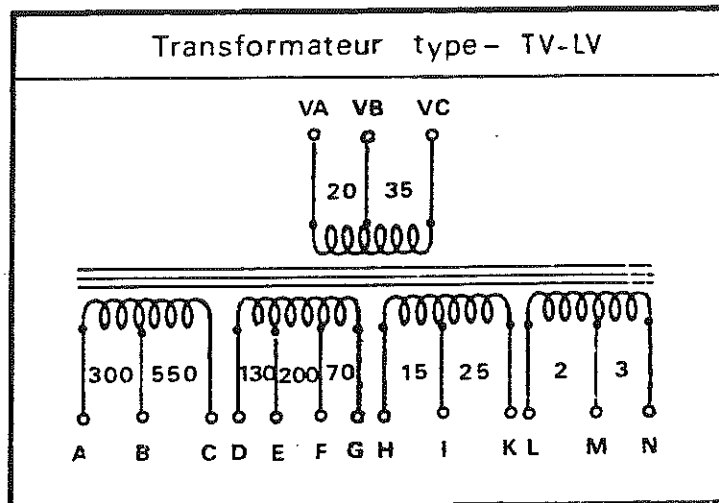 Transformateur type- TV-LV
VA VB VC
20 35
300 550 130 200 70 15 25 2 3
A B C D E F G H I K L M N